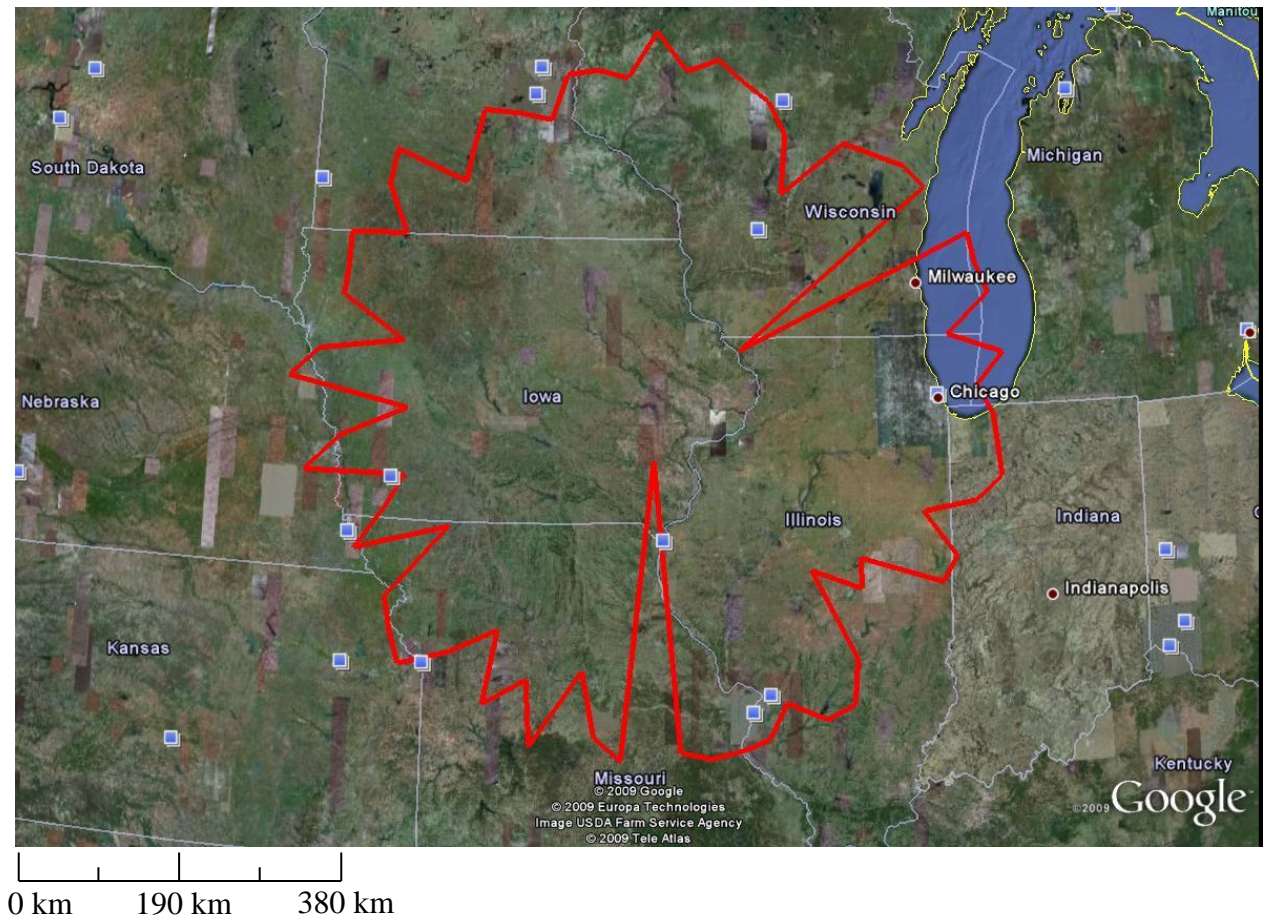 Manitou
South Dakota
Michigan
Wisconsin
Milwaukee
Nebraska
Iowa
Chicago
Illinois
Indiana
Indianapolis
Kansas
Missouri
Kentucky
© 2009 Google
© 2009 Europa Technologies
Image USDA Farm Service Agency
© 2009 Tele Atlas
©2009 Google
0 km 190 km 380 km